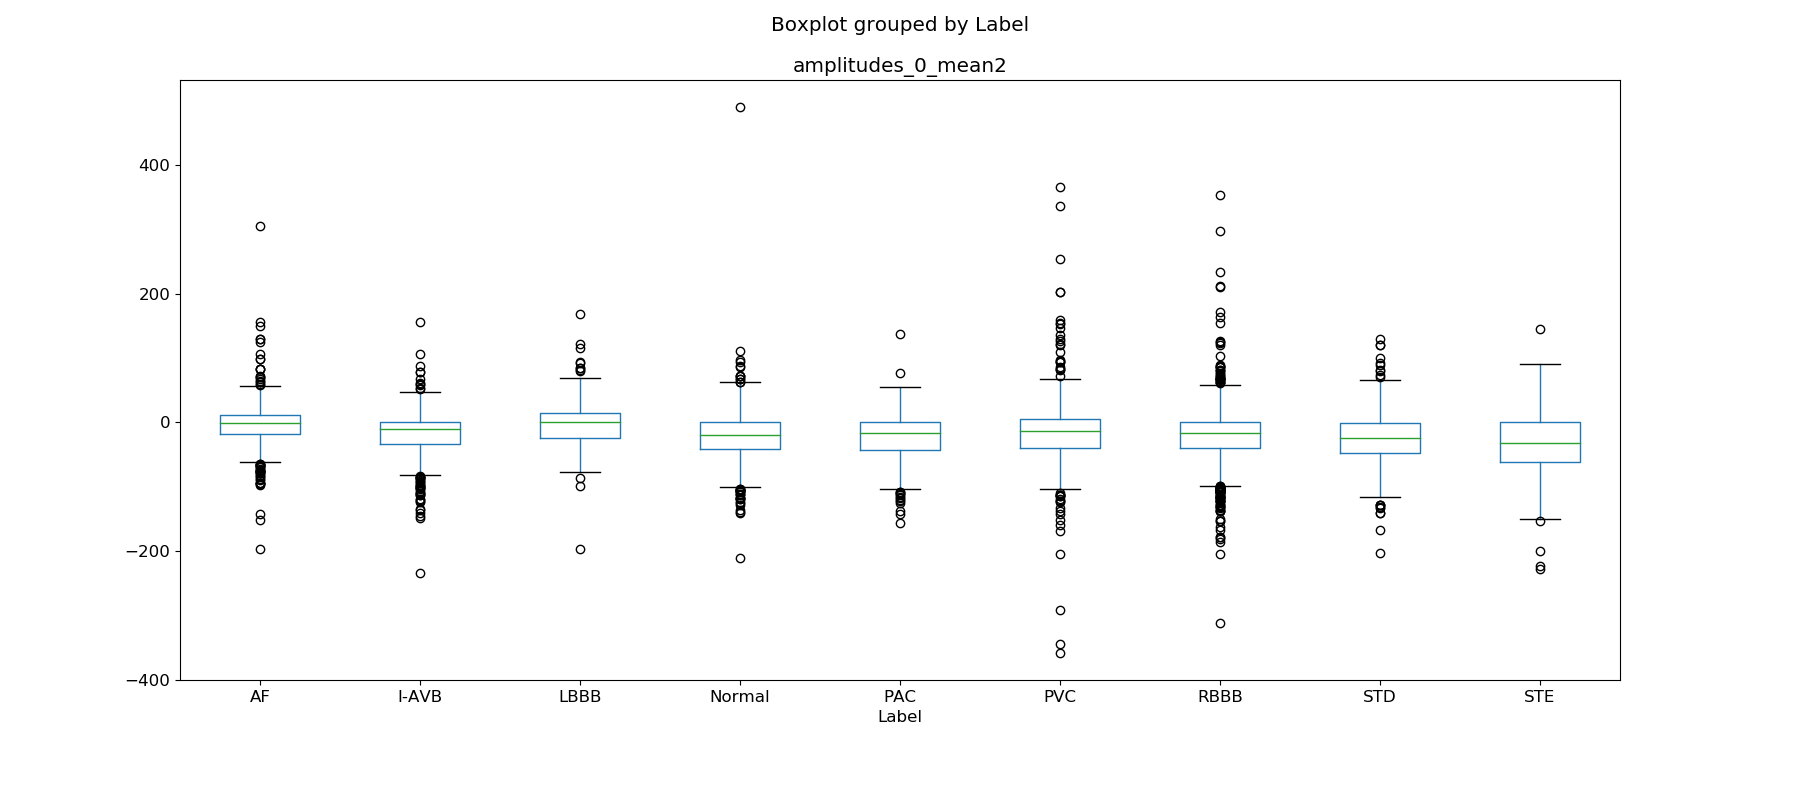 Boxplot grouped by Label
amplitudes_0_mean2
400
200
0
−200
−400
AF I-AVB LBBB Normal PAC PVC RBBB STD STE
Label